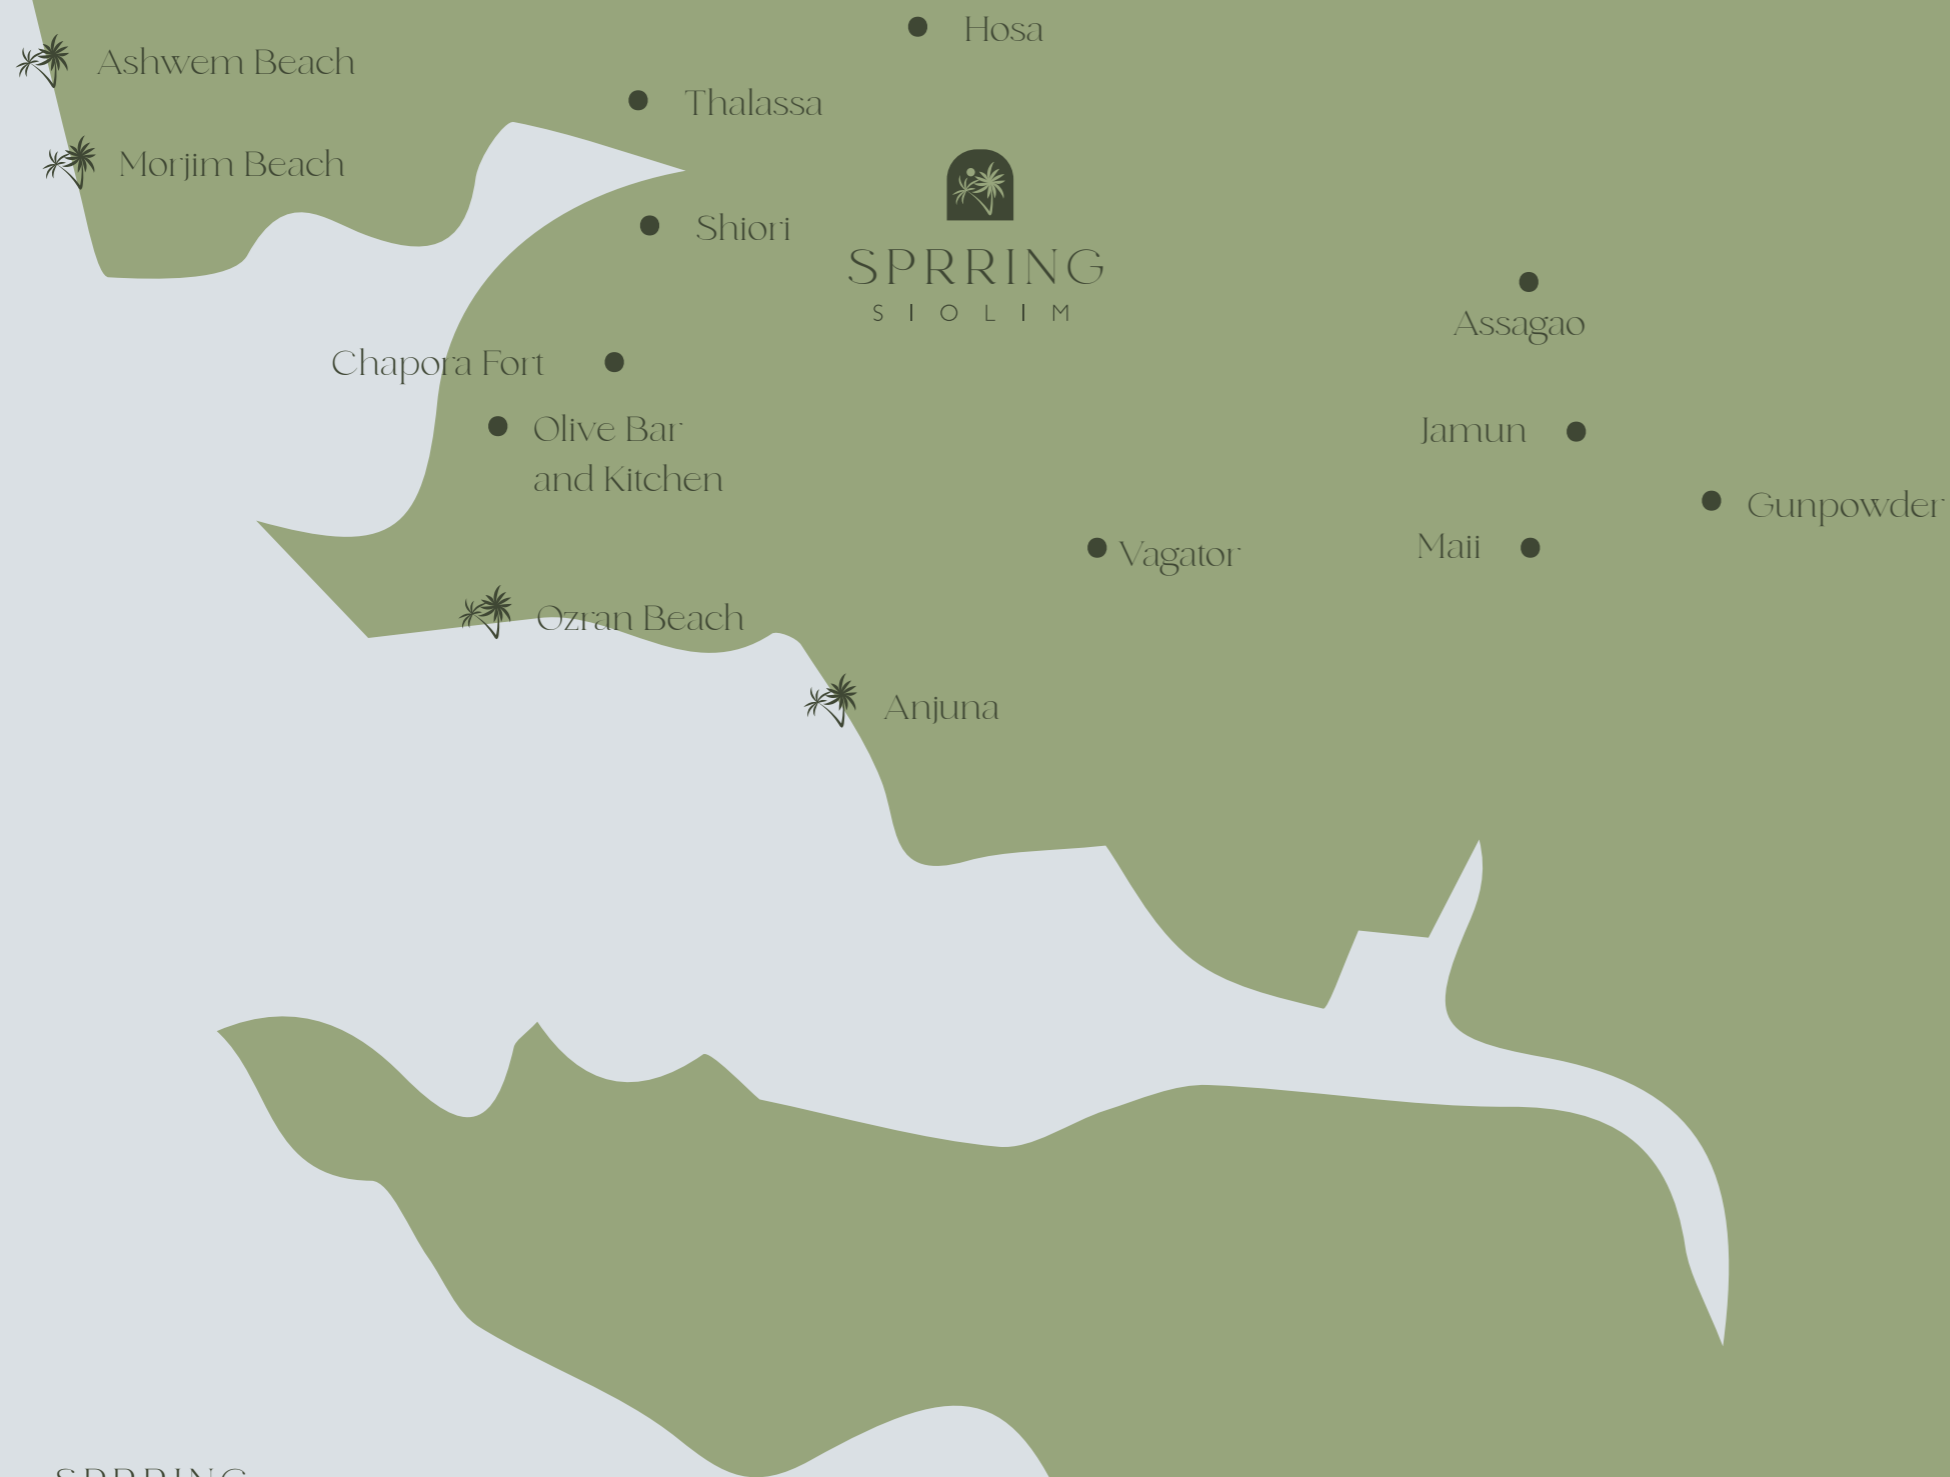 Hosa
Ashwem Beach
Thalassa
Morjim Beach
Shiori
SPRRING
SIOLIM
Assagao
Chapora Fort
Olive Bar
and Kitchen
Jamun
Gunpowder
Vagator
Maii
Ozran Beach
Anjuna
SPRRING